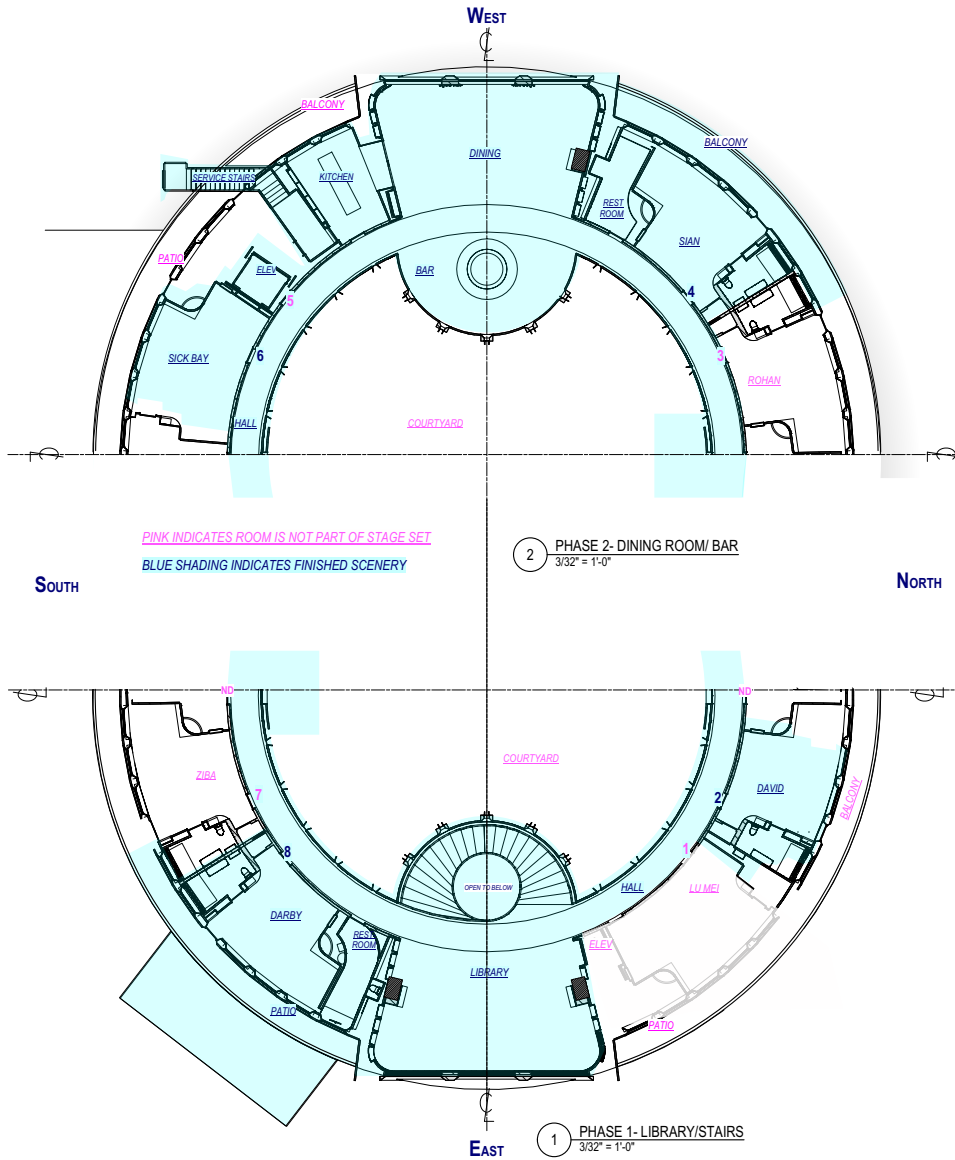 WEST
BALCONY
BALCONY
DINING
SERVICE STAIRS
KITCHEN
REST
ROOM
SIAN
PATIO
ELEV
BAR
5
4
6
3
SICK BAY
ROHAN
HALL
COURTYARD
PINK INDICATES ROOM IS NOT PART OF STAGE SET
BLUE SHADING INDICATES FINISHED SCENERY
2
PHASE 2- DINING ROOM/ BAR
3/32" = 1'-0"
SOUTH
NORTH
ND
ND
COURTYARD
ZIBA
DAVID
BALCONY
7
2
8
1
OPEN TO BELOW
HALL
LU MEI
DARBY
REST
ROOM
ELEV
LIBRARY
PATIO
PATIO
EAST
1
PHASE 1- LIBRARY/STAIRS
3/32" = 1'-0"